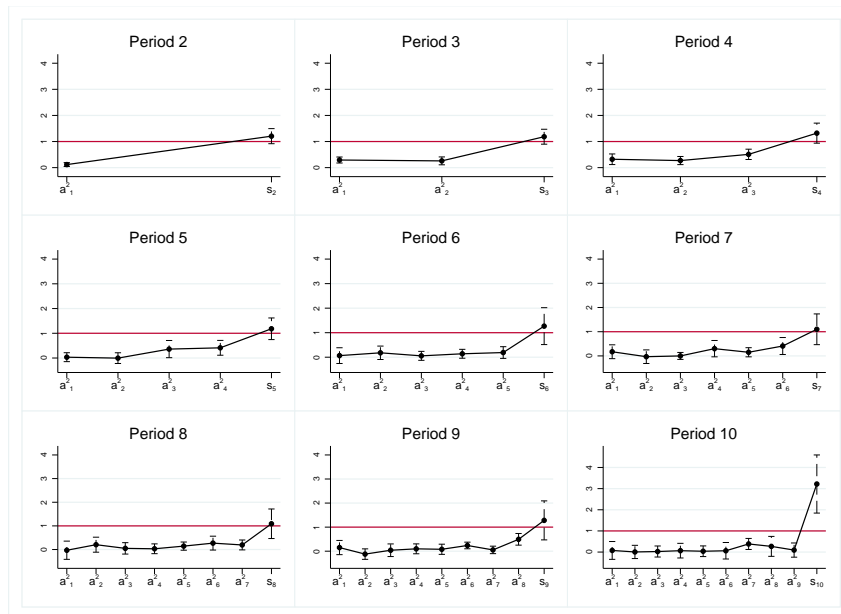 Period 2
Period 3
Period 4
4
3
2
1
0
a²₁ s₂
4
3
2
1
0
a²₁ a²₂ s₃
4
3
2
1
0
a²₁ a²₂ a²₃ s₄
Period 5
Period 6
Period 7
4
3
2
1
0
a²₁ a²₂ a²₃ a²₄ s₅
4
3
2
1
0
a²₁ a²₂ a²₃ a²₄ a²₅ s₆
4
3
2
1
0
a²₁ a²₂ a²₃ a²₄ a²₅ a²₆ s₇
Period 8
Period 9
Period 10
4
3
2
1
0
a²₁ a²₂ a²₃ a²₄ a²₅ a²₆ a²₇ s₈
4
3
2
1
0
a²₁ a²₂ a²₃ a²₄ a²₅ a²₆ a²₇ a²₈ s₉
4
3
2
1
0
a²₁ a²₂ a²₃ a²₄ a²₅ a²₆ a²₇ a²₈ a²₉ s₁₀